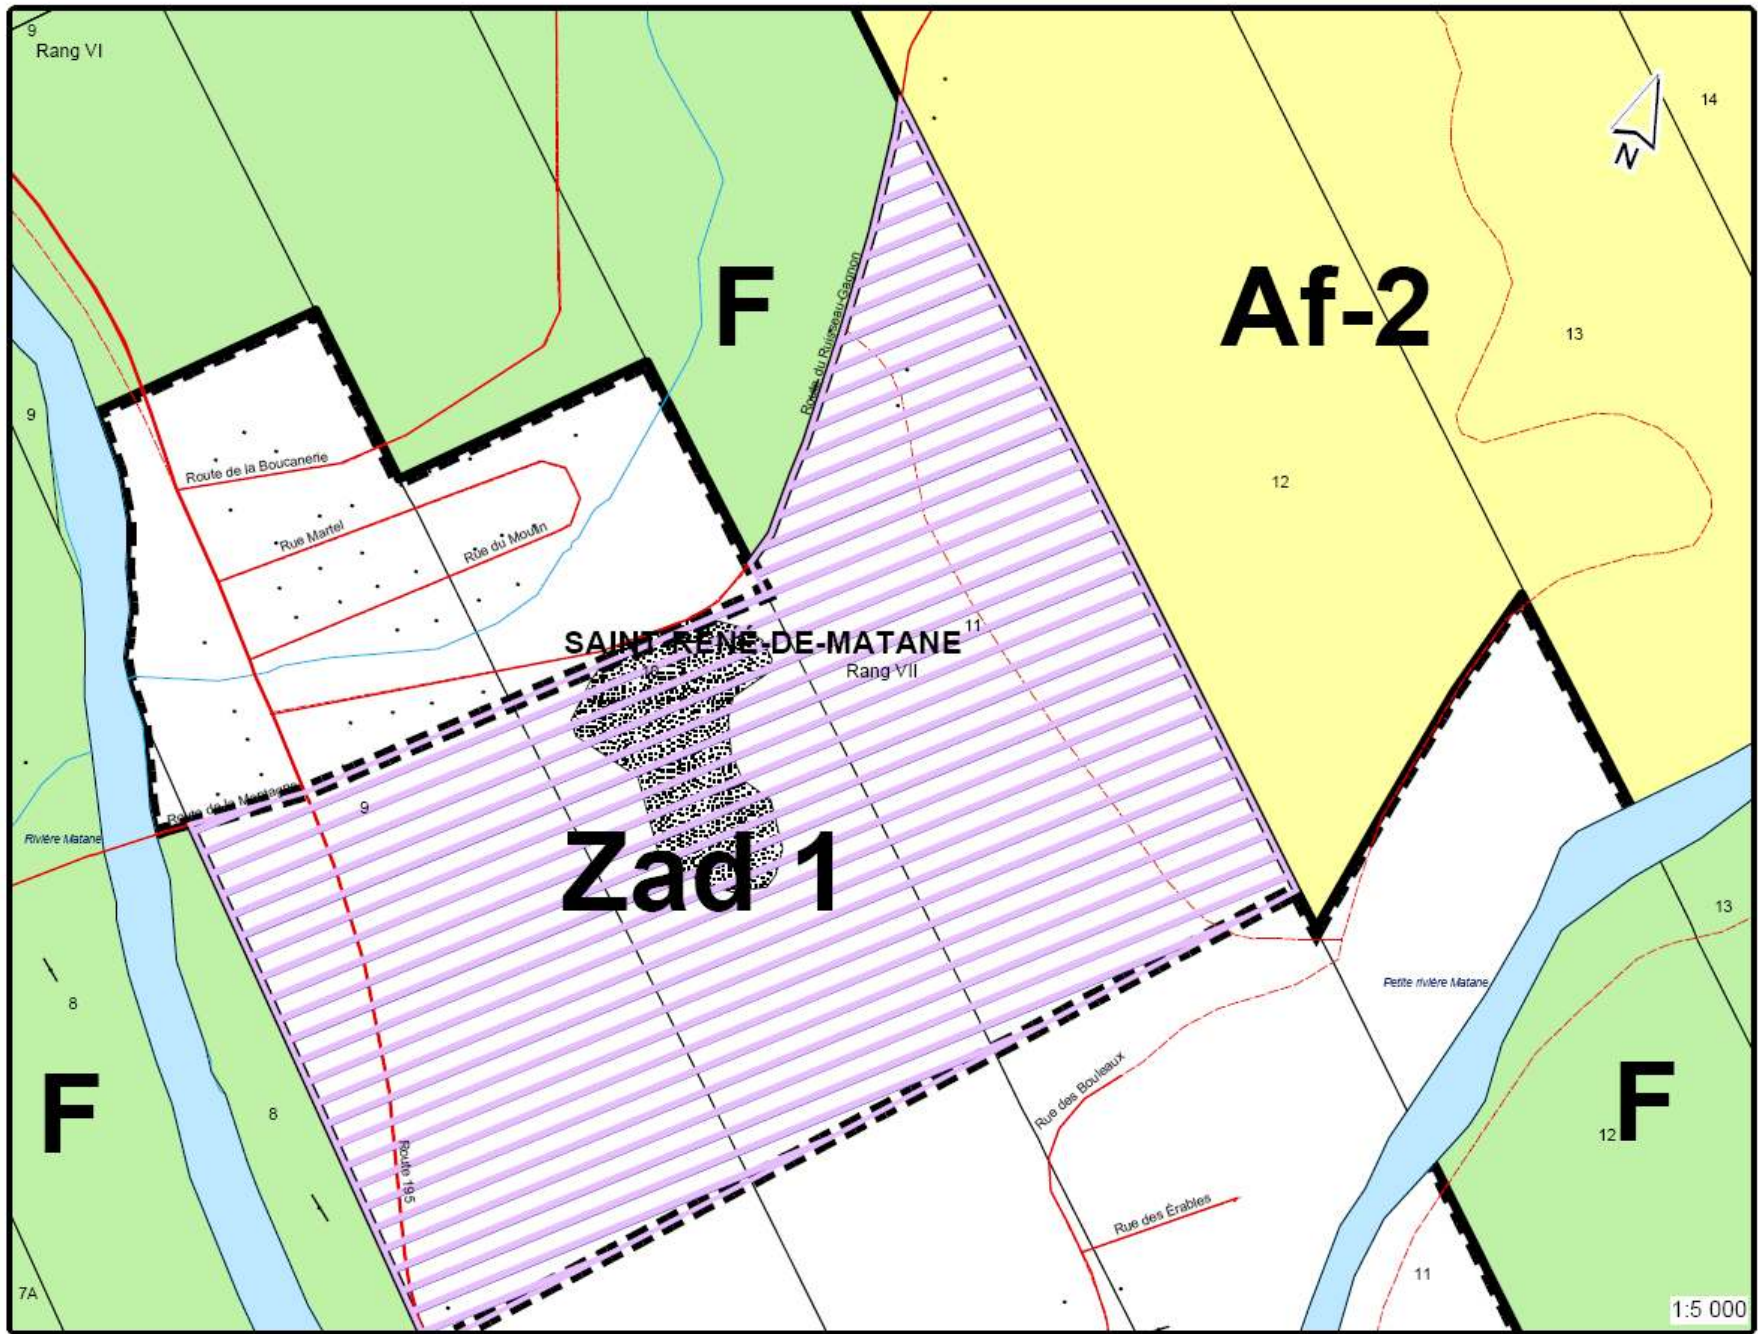 9
Rang VI
14
N
F
Af-2
Route du Ruisseau-Gagnon
13
9
Route de la Boucanerie
12
Rue Martel
Rue du Moulin
11
SAINT-RENÉ-DE-MATANE
10
Rang VII
Route de la Montagne
9
Rivière Matane
Zad 1
13
Petite rivière Matane
8
F
8
Rue des Bouleaux
F
12
Route 195
Rue des Érables
11
7A
1:5 000